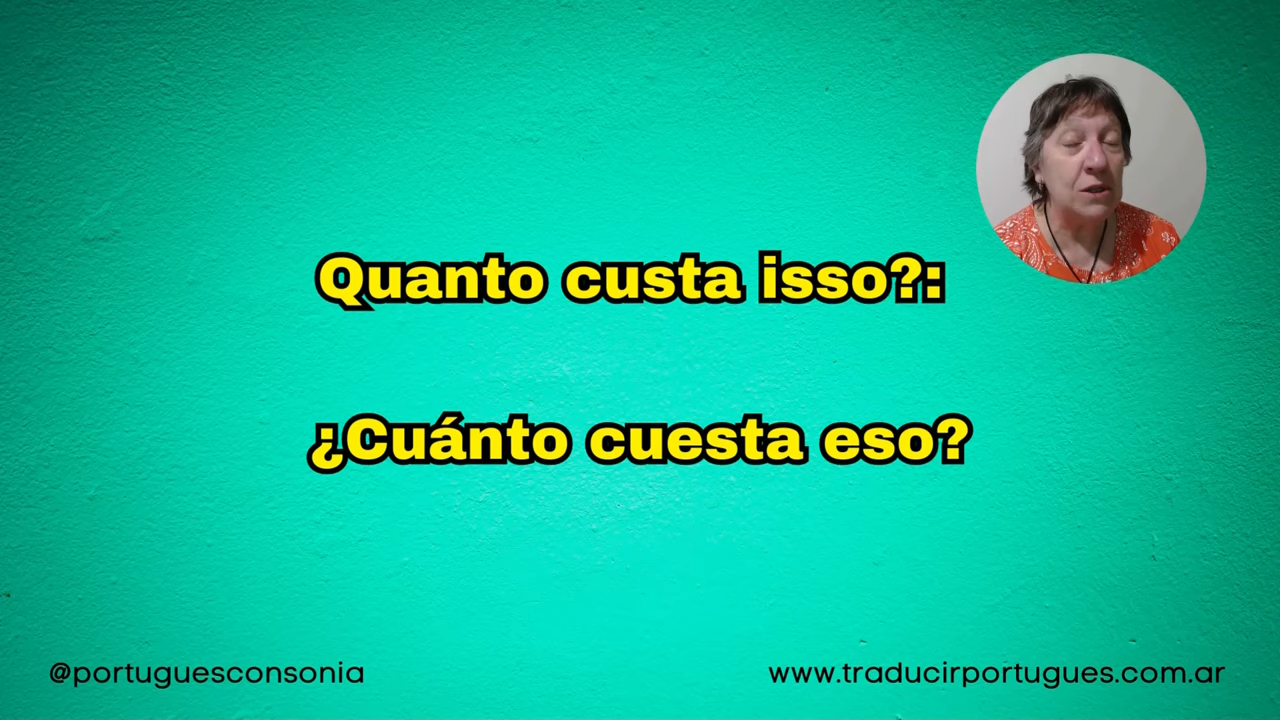 Quanto custa isso?:
¿Cuánto cuesta eso?
@portuguesconsonia
www.traducirportugues.com.ar